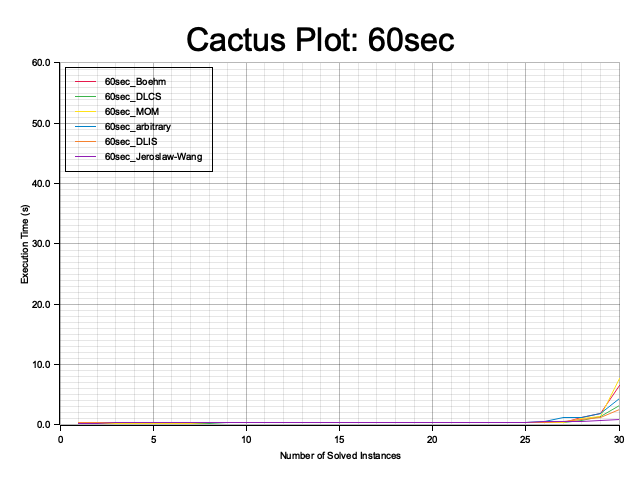 Cactus Plot: 60sec
60.0
60sec_Boehm
60sec_DLCS
60sec_MOM
50.0
60sec_arbitrary
60sec_DLIS
60sec_Jeroslaw-Wang
40.0
30.0
20.0
10.0
0.0
Execution Time (s)
0 5 10 15 20 25 30
Number of Solved Instances